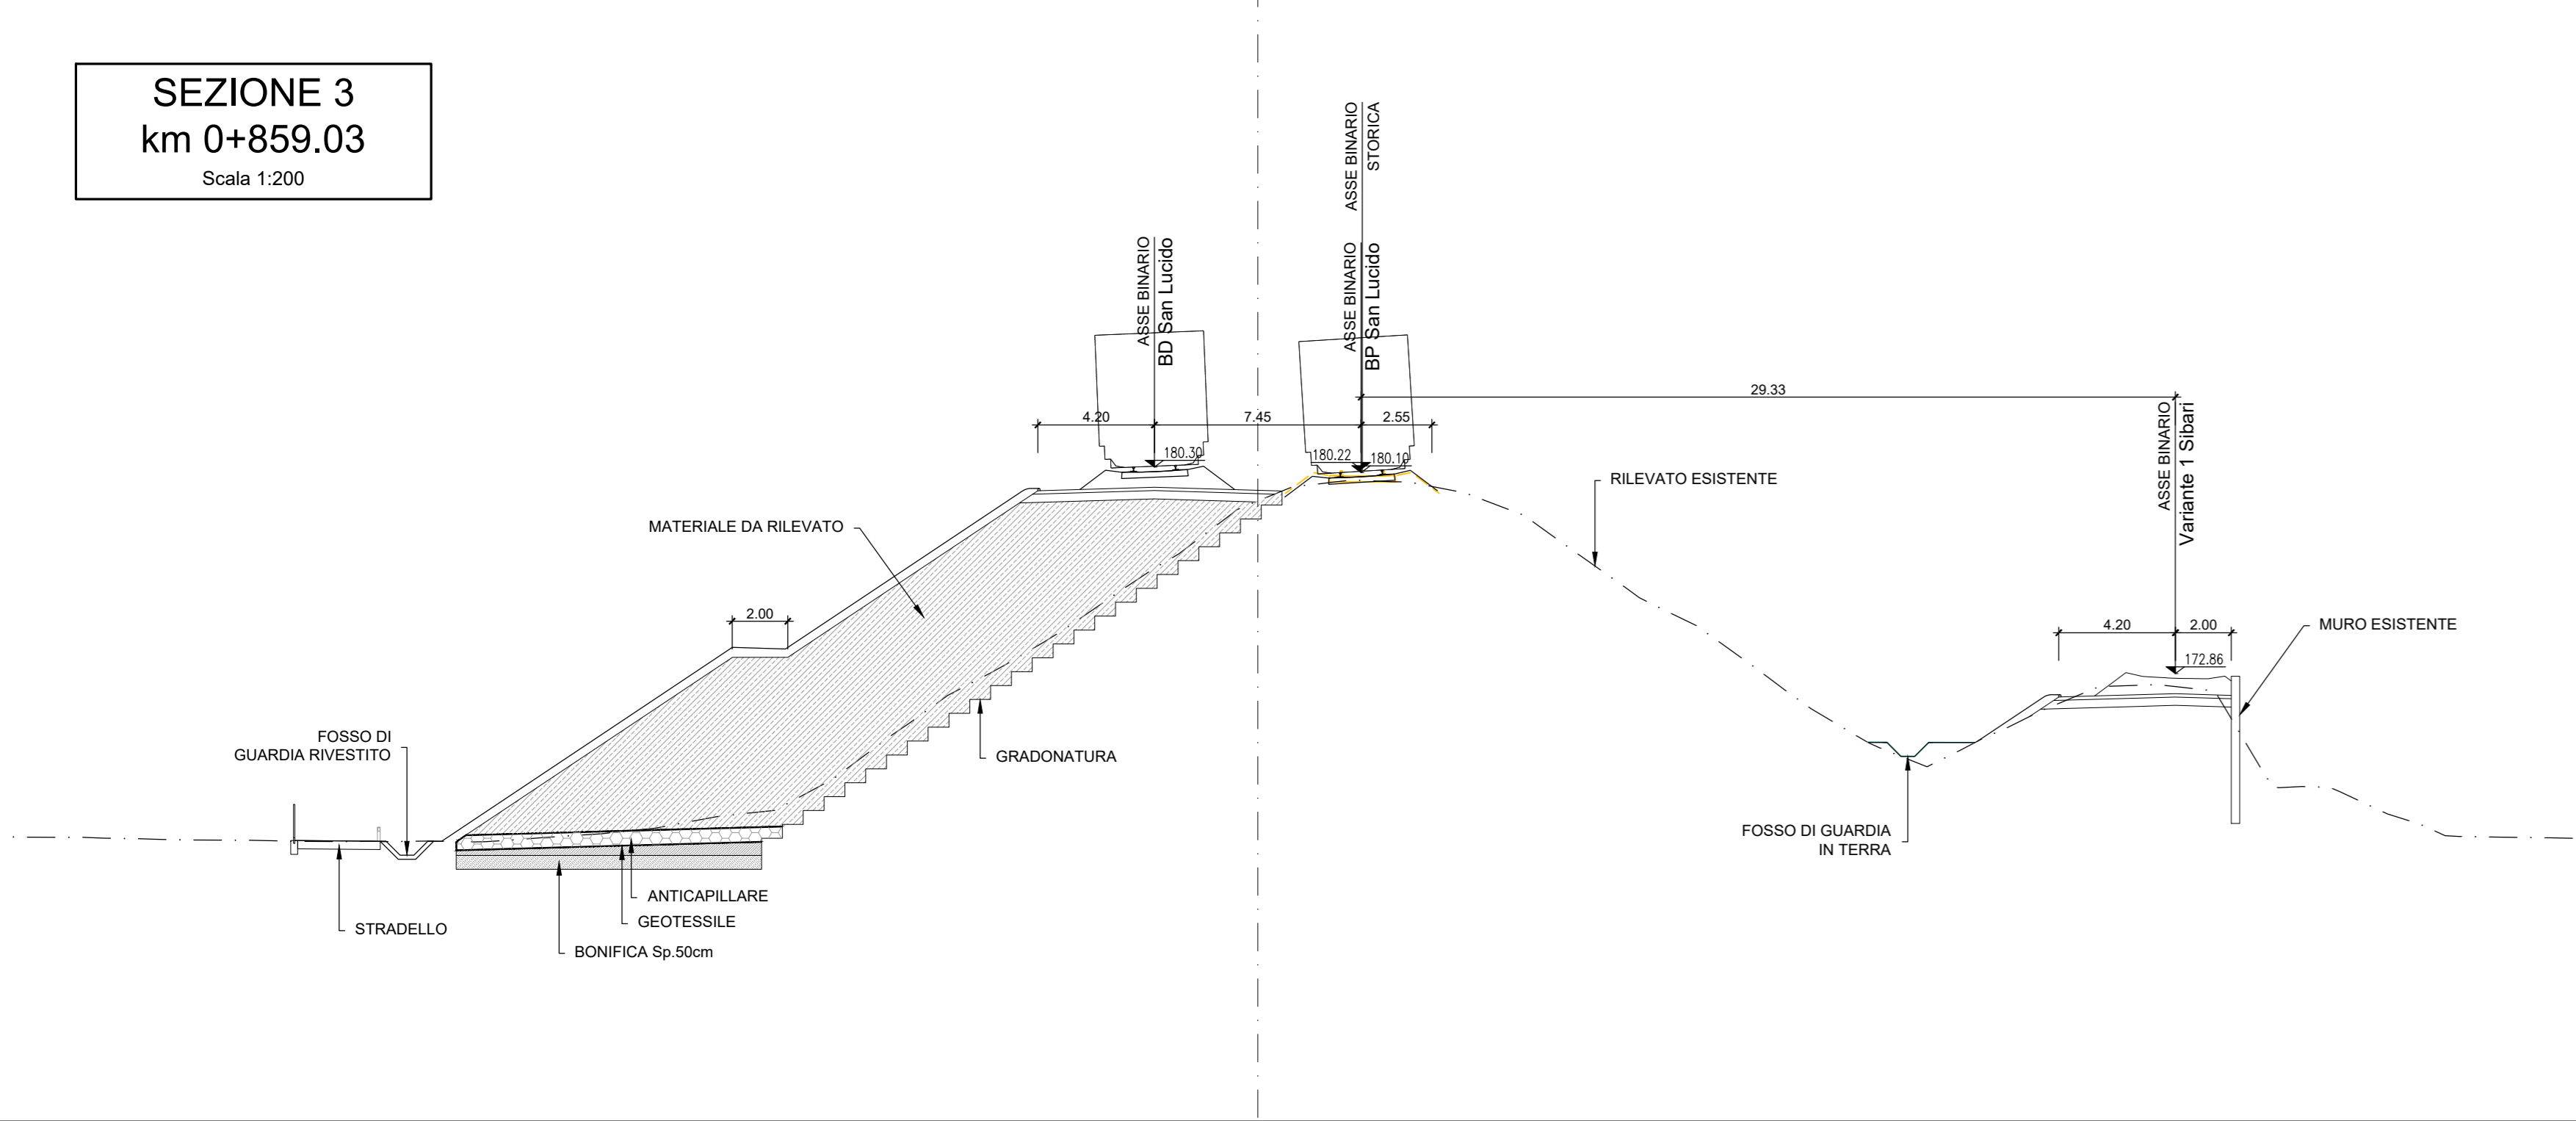 SEZIONE 3
km 0+859.03
Scala 1:200
ASSE BINARIO
STORICA
ASSE BINARIO
BD San Lucido
ASSE BINARIO
BP San Lucido
29.33
4.20
7.45
2.55
ASSE BINARIO
Variante 1 Sibari
180.30
180.22
180.10
RILEVATO ESISTENTE
MATERIALE DA RILEVATO
2.00
4.20
2.00
MURO ESISTENTE
172.86
FOSSO DI
GUARDIA RIVESTITO
GRADONATURA
FOSSO DI GUARDIA
IN TERRA
ANTICAPILLARE
GEOTESSILE
STRADELLO
BONIFICA Sp.50cm